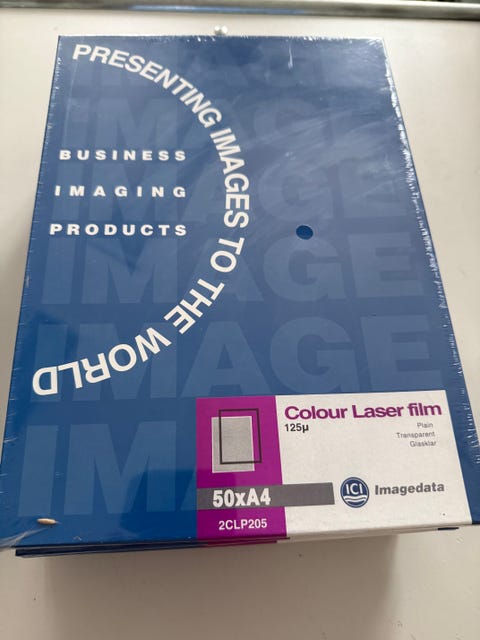 PRESENTING IMAGES TO THE WORLD
BUSINESS
IMAGING
PRODUCTS
IMAGE
IMAGE
IMAGE
IMAGE
Colour Laser film
125µ
Plain
Transparent
Glasklar
50xA4
ICI Imagedata
2CLP205